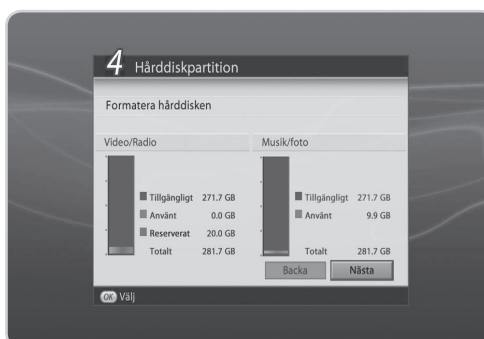 4 Hårddiskpartition
Formatera hårddisken
Video/Radio
Tillgängligt 271.7 GB
Använt 0.0 GB
Reserverat 20.0 GB
Totalt 281.7 GB
Musik/foto
Tillgängligt 271.7 GB
Använt 9.9 GB
Totalt 281.7 GB
Backa Nästa
OK Välj